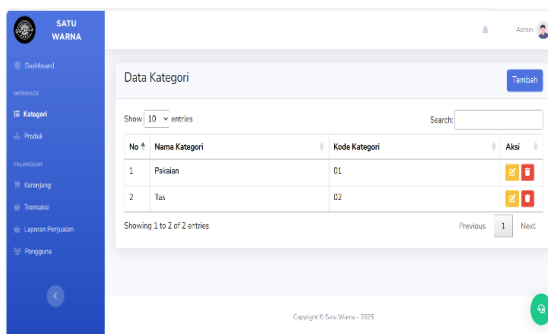 SATU
WARNA
Admin
Dashboard
INTERFACE
Kategori
Produk
PELANGGAN
Keranjang
Transaksi
Laporan Penjualan
Pengguna
Data Kategori
Tambah
Show 10 entries
Search:
No Nama Kategori Kode Kategori Aksi
1 Pakaian 01
2 Tas 02
Showing 1 to 2 of 2 entries
Previous 1 Next
Copyright © Satu Warna - 2025